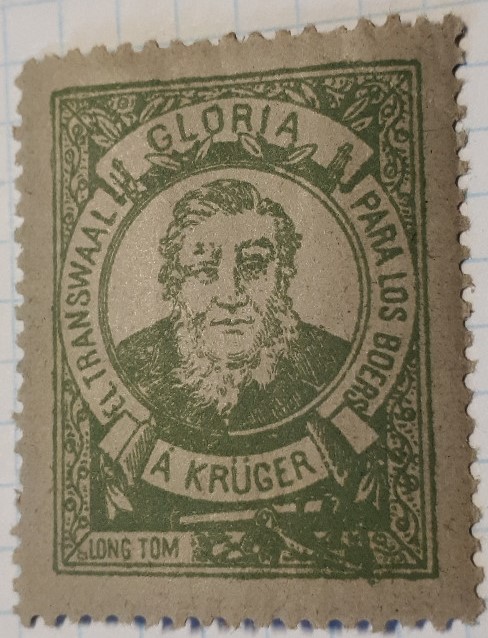 GLORIA
EL TRANSWAAL
PARA LOS BOERS
Á KRÜGER
LONG TOM